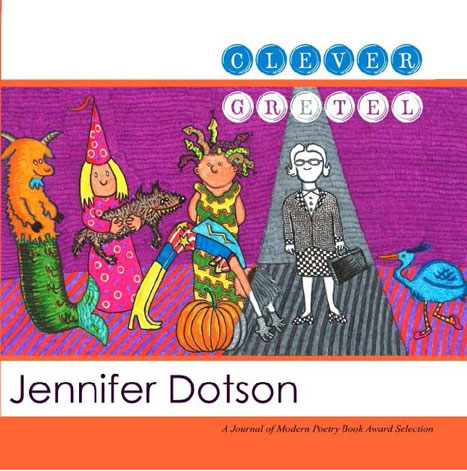 CLEVER
GRETEL
Jennifer Dotson
A Journal of Modern Poetry Book Award Selection